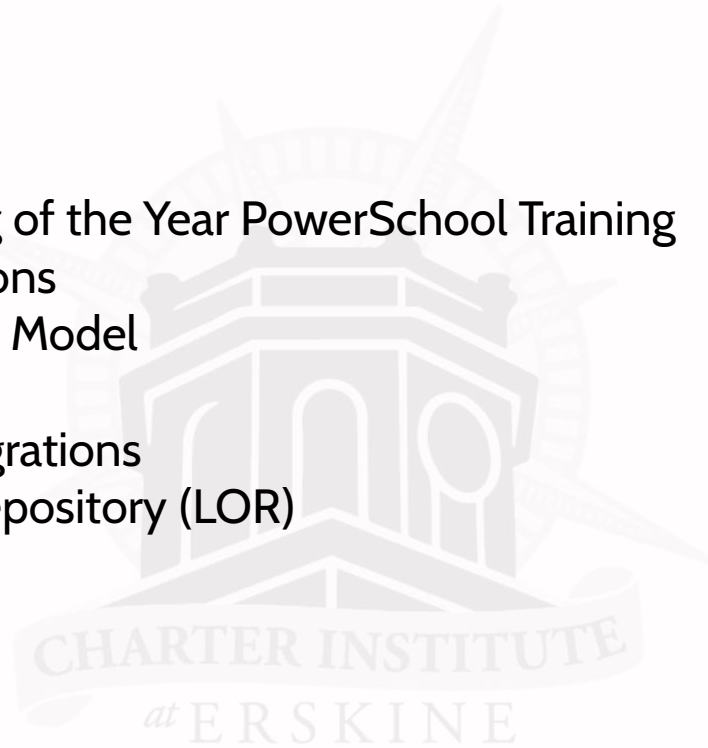 of the Year PowerSchool Training
ons
Model
grations
pository (LOR)
CHARTER INSTITUTE
at ERSKINE